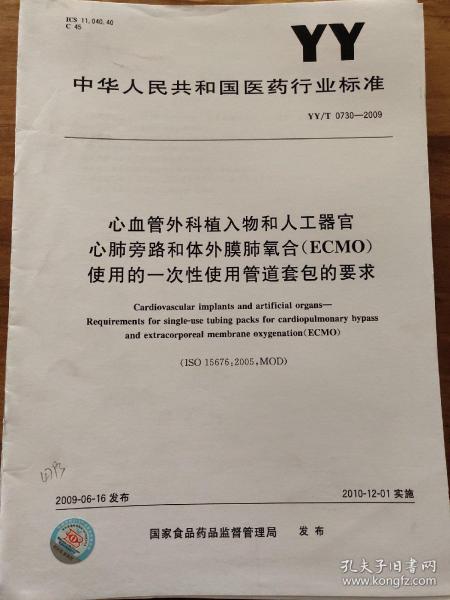 ICS 11.040.40
C 45
YY
中华人民共和国医药行业标准
YY/T 0730—2009
心血管外科植入物和人工器官
心肺旁路和体外膜肺氧合(ECMO)
使用的一次性使用管道套包的要求
Cardiovascular implants and artificial organs—
Requirements for single-use tubing packs for cardiopulmonary bypass
and extracorporeal membrane oxygenation(ECMO)
(ISO 15676:2005,MOD)
2009-06-16 发布
2010-12-01 实施
国家食品药品监督管理局 发布
孔夫子旧书网
www.kongfz.com